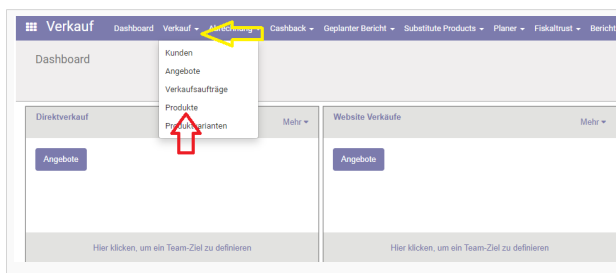 Verkauf Dashboard Verkauf Abrechnung Cashback Geplanter Bericht Substitute Products Planer Fiskaltrust Bericht
Dashboard
Kunden
Angebote
Verkaufsaufträge
Produkte
Produktvarianten
Direktverkauf Mehr
Website Verkäufe Mehr
Angebote
Angebote
Hier klicken, um ein Team-Ziel zu definieren
Hier klicken, um ein Team-Ziel zu definieren